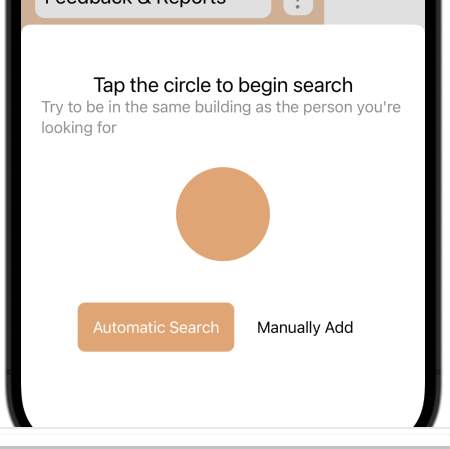 Feedback & Reports
Tap the circle to begin search
Try to be in the same building as the person you're
looking for
Automatic Search
Manually Add